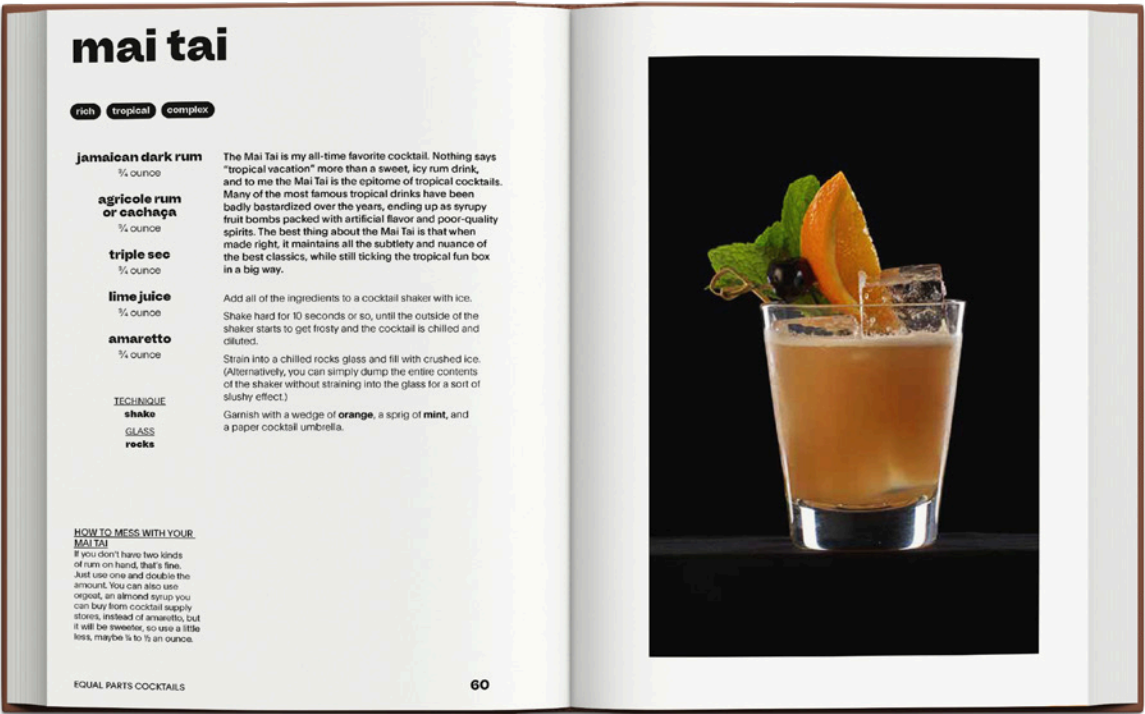 mai tai
rich tropical complex
jamaican dark rum
¾ ounce
agricole rum
or cachaça
¾ ounce
triple sec
¾ ounce
lime juice
¾ ounce
amaretto
¾ ounce
TECHNIQUE
shake
GLASS
rocks
The Mai Tai is my all-time favorite cocktail. Nothing says
“tropical vacation” more than a sweet, icy rum drink,
and to me the Mai Tai is the epitome of tropical cocktails.
Many of the most famous tropical drinks have been
badly bastardized over the years, ending up as syrupy
fruit bombs packed with artificial flavor and poor-quality
spirits. The best thing about the Mai Tai is that when
made right, it maintains all the subtlety and nuance of
the best classics, while still ticking the tropical fun box
in a big way.
Add all of the ingredients to a cocktail shaker with ice.
Shake hard for 10 seconds or so, until the outside of the
shaker starts to get frosty and the cocktail is chilled and
diluted.
Strain into a chilled rocks glass and fill with crushed ice.
(Alternatively, you can simply dump the entire contents
of the shaker without straining into the glass for a sort of
slushy effect.)
Garnish with a wedge of orange, a sprig of mint, and
a paper cocktail umbrella.
HOW TO MESS WITH YOUR
MAI TAI
If you don’t have two kinds
of rum on hand, that’s fine.
Just use one and double the
amount. You can also use
orgeat, an almond syrup you
can buy from cocktail supply
stores, instead of amaretto, but
it will be sweeter, so use a little
less, maybe ¼ to ½ an ounce.
EQUAL PARTS COCKTAILS
60